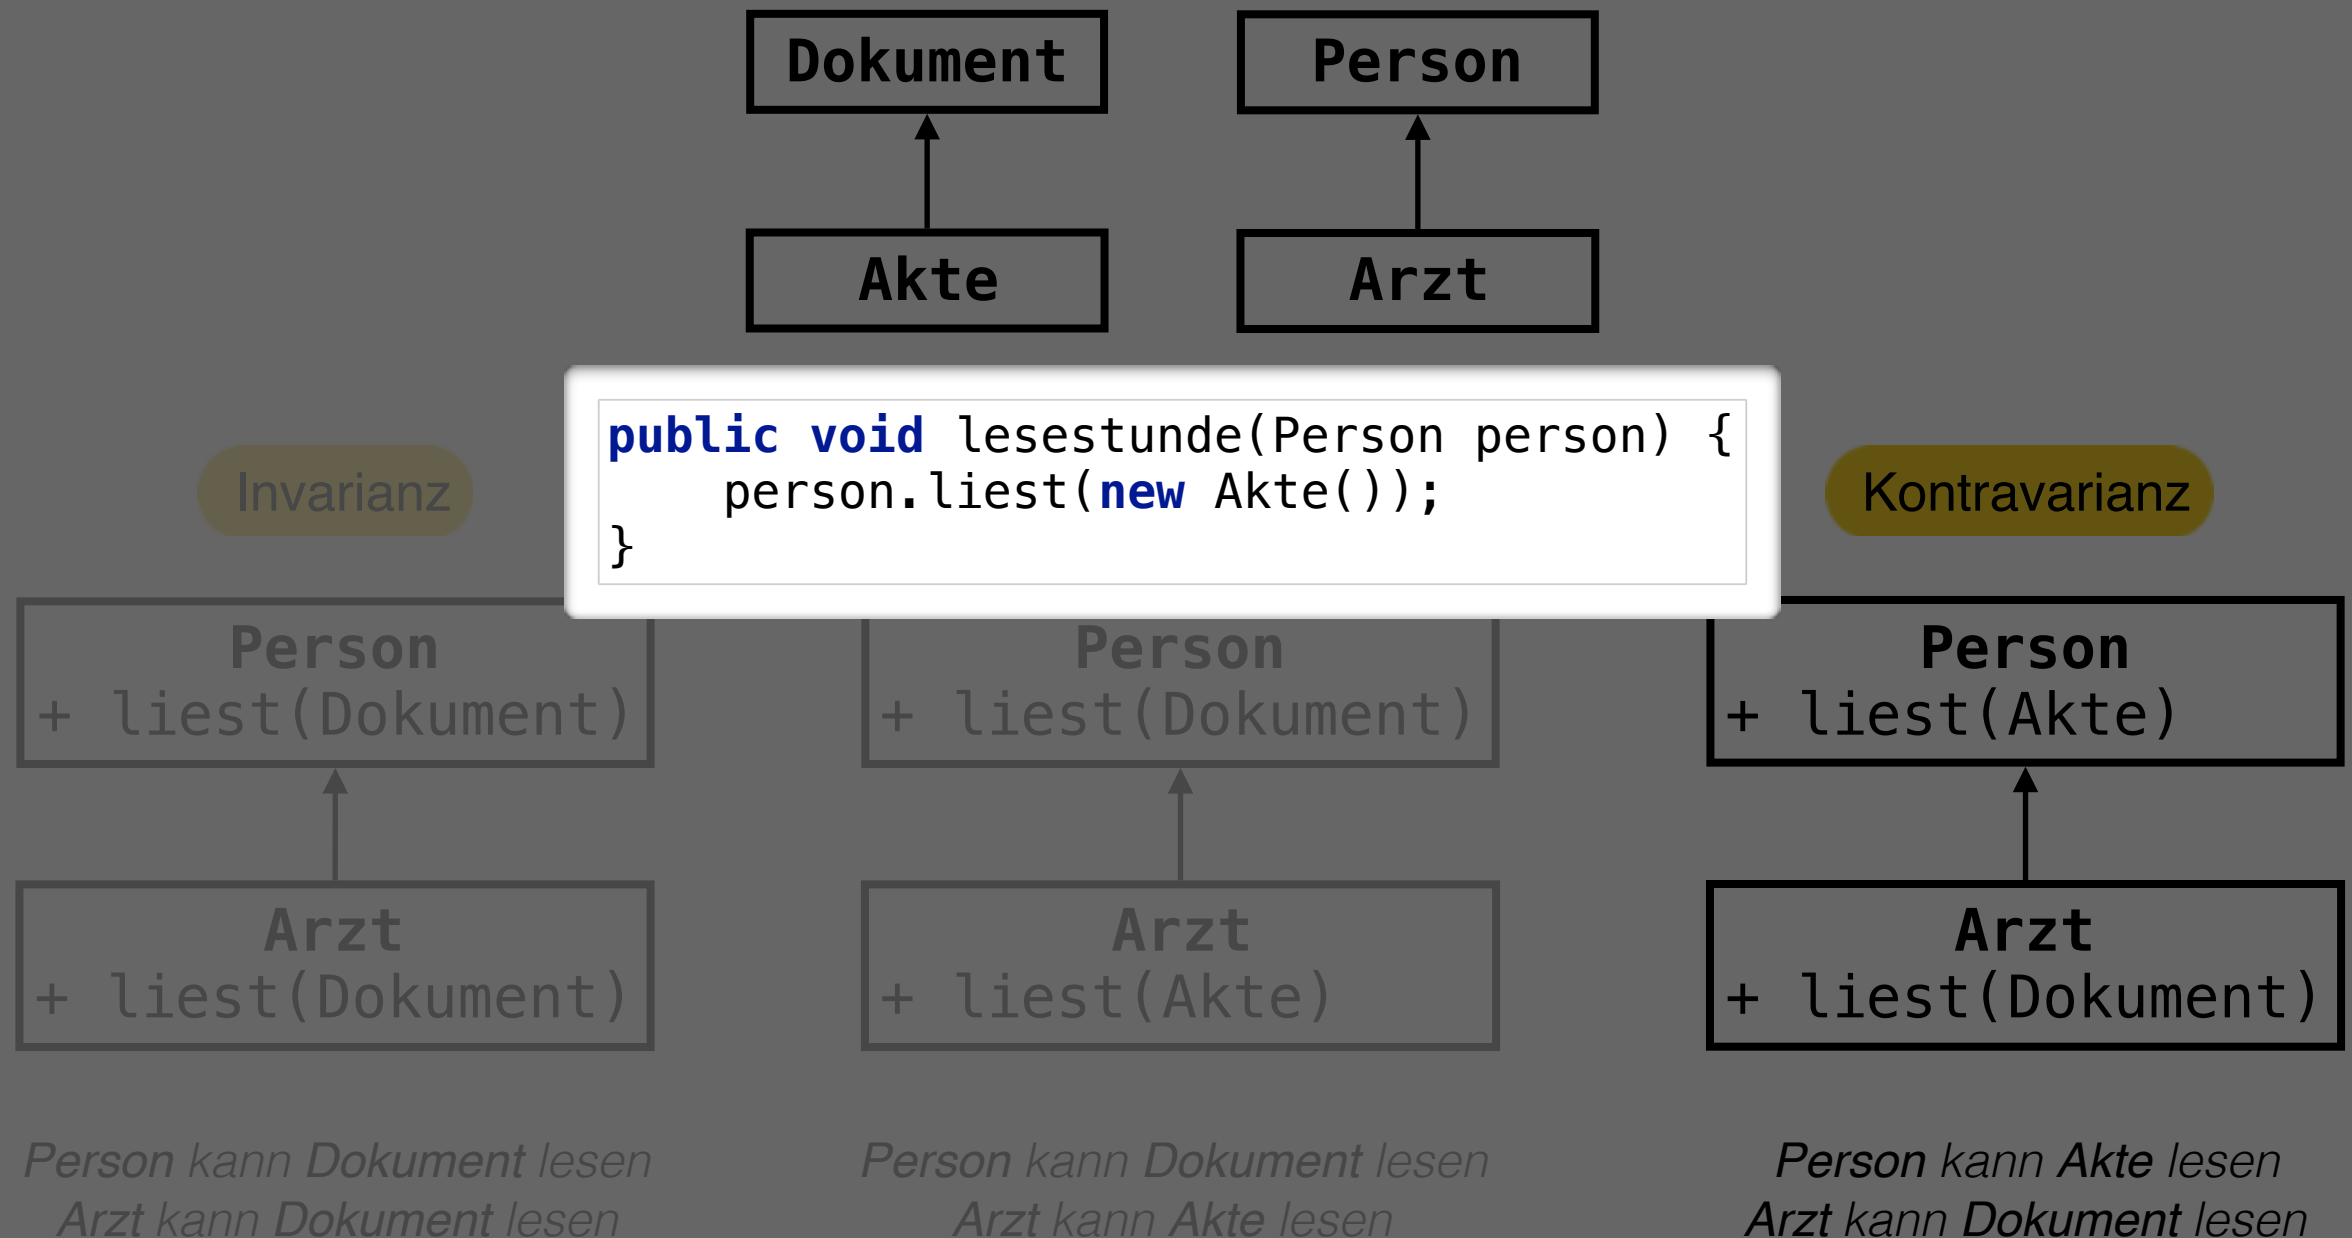 Dokument
Person
Akte
Arzt
public void lesestunde(Person person) {
    person.liest(new Akte());
}
Invarianz
Kontravarianz
Person
+ liest(Dokument)
Person
+ liest(Dokument)
Person
+ liest(Akte)
Arzt
+ liest(Dokument)
Arzt
+ liest(Akte)
Arzt
+ liest(Dokument)
Person kann Dokument lesen
Arzt kann Dokument lesen
Person kann Dokument lesen
Arzt kann Akte lesen
Person kann Akte lesen
Arzt kann Dokument lesen